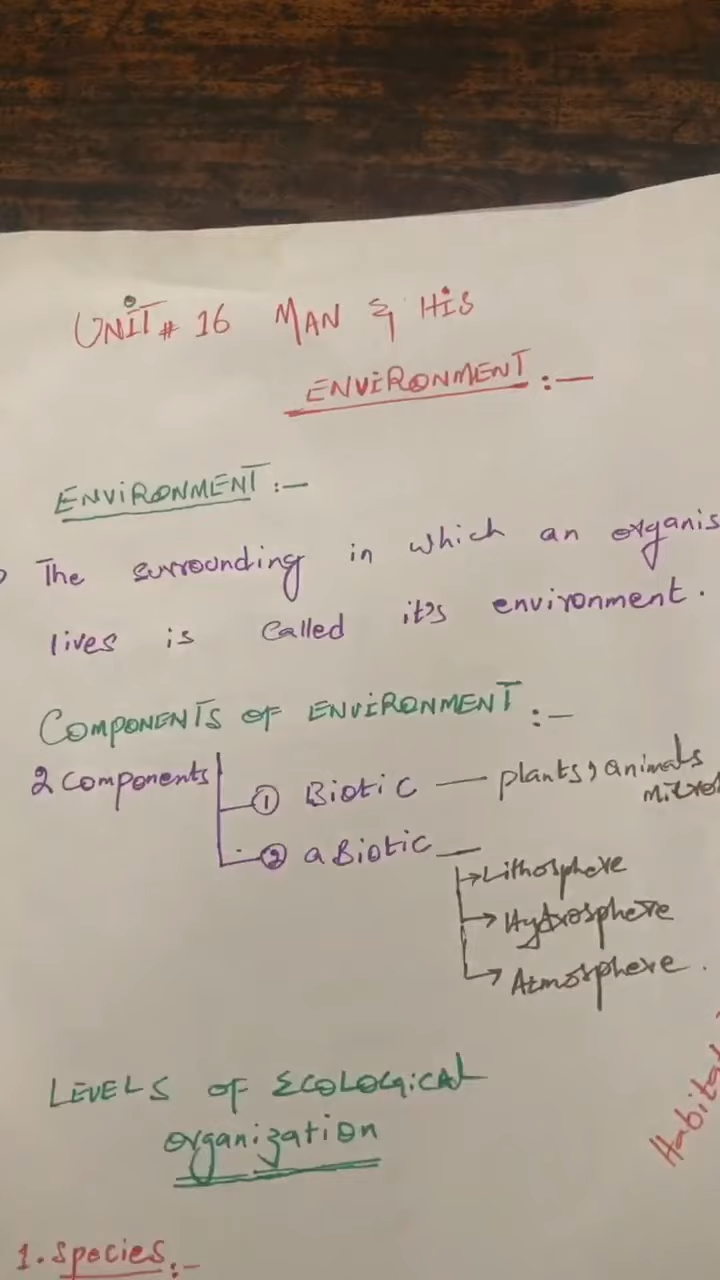 UNIT # 16 MAN & HIS
ENVIRONMENT :—
ENVIRONMENT :—
The surrounding in which an organis
lives is called it's environment.
COMPONENTS OF ENVIRONMENT :—
2 components
① Biotic — plants, animals
② aBiotic —
→ Lithosphere
→ Hydrosphere
→ Atmosphere.
LEVELS OF ECOLOGICAL
organization
Habitat
1. Species :-